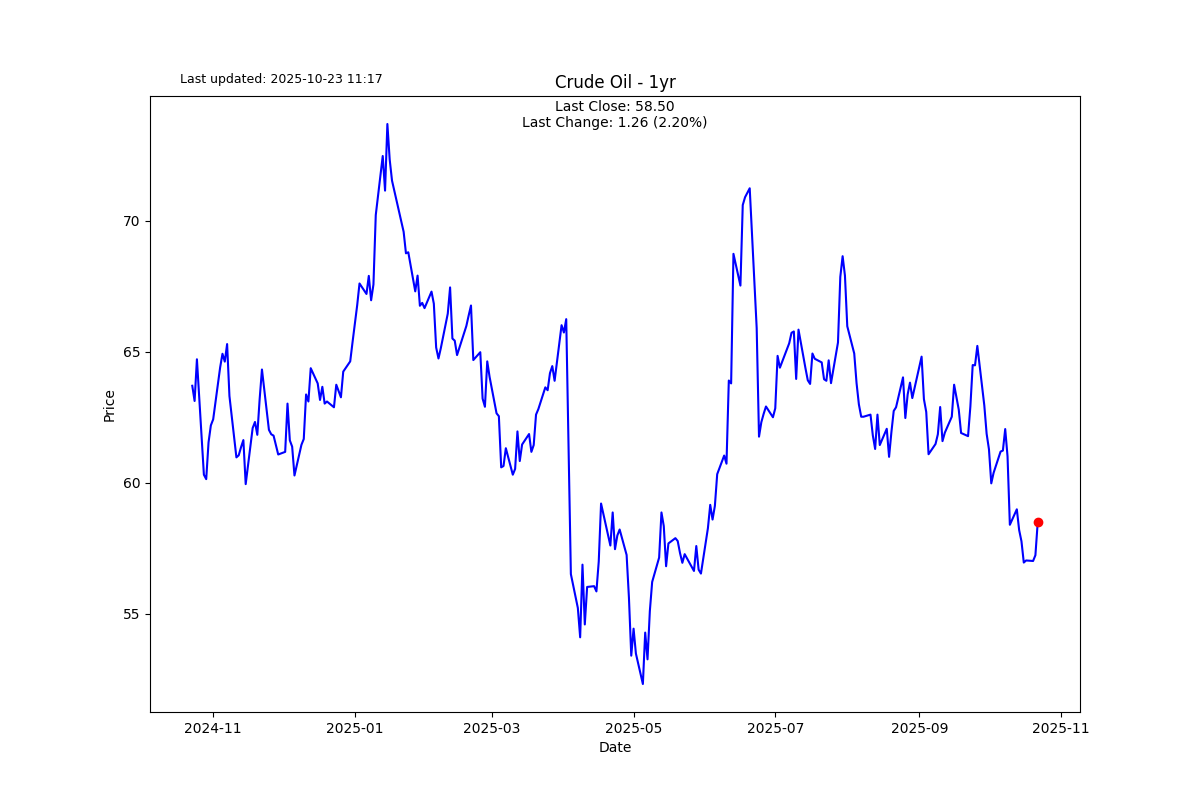 Last updated: 2025-10-23 11:17
Crude Oil - 1yr
Last Close: 58.50
Last Change: 1.26 (2.20%)
Price
70
65
60
55
2024-11
2025-01
2025-03
2025-05
2025-07
2025-09
2025-11
Date